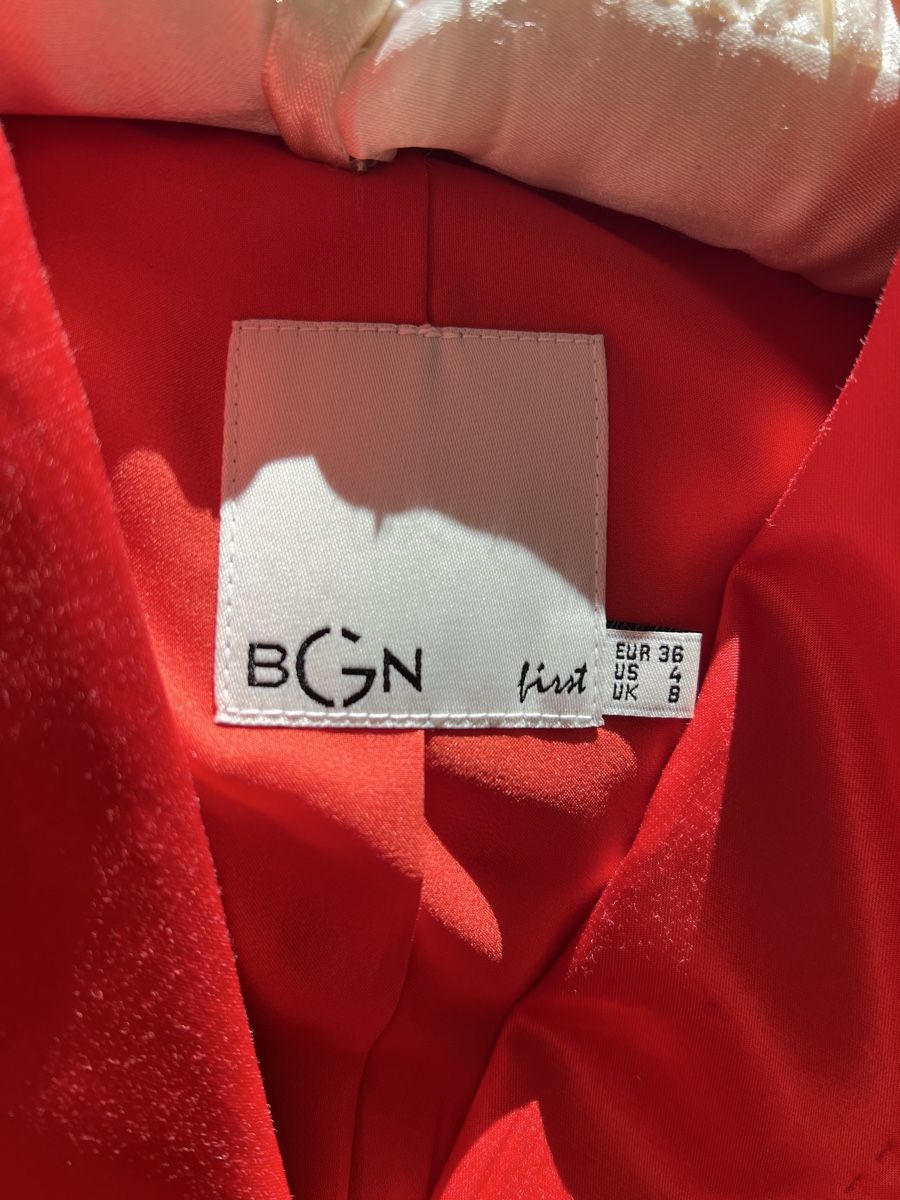 BGN first
EUR 36
US 4
UK 8